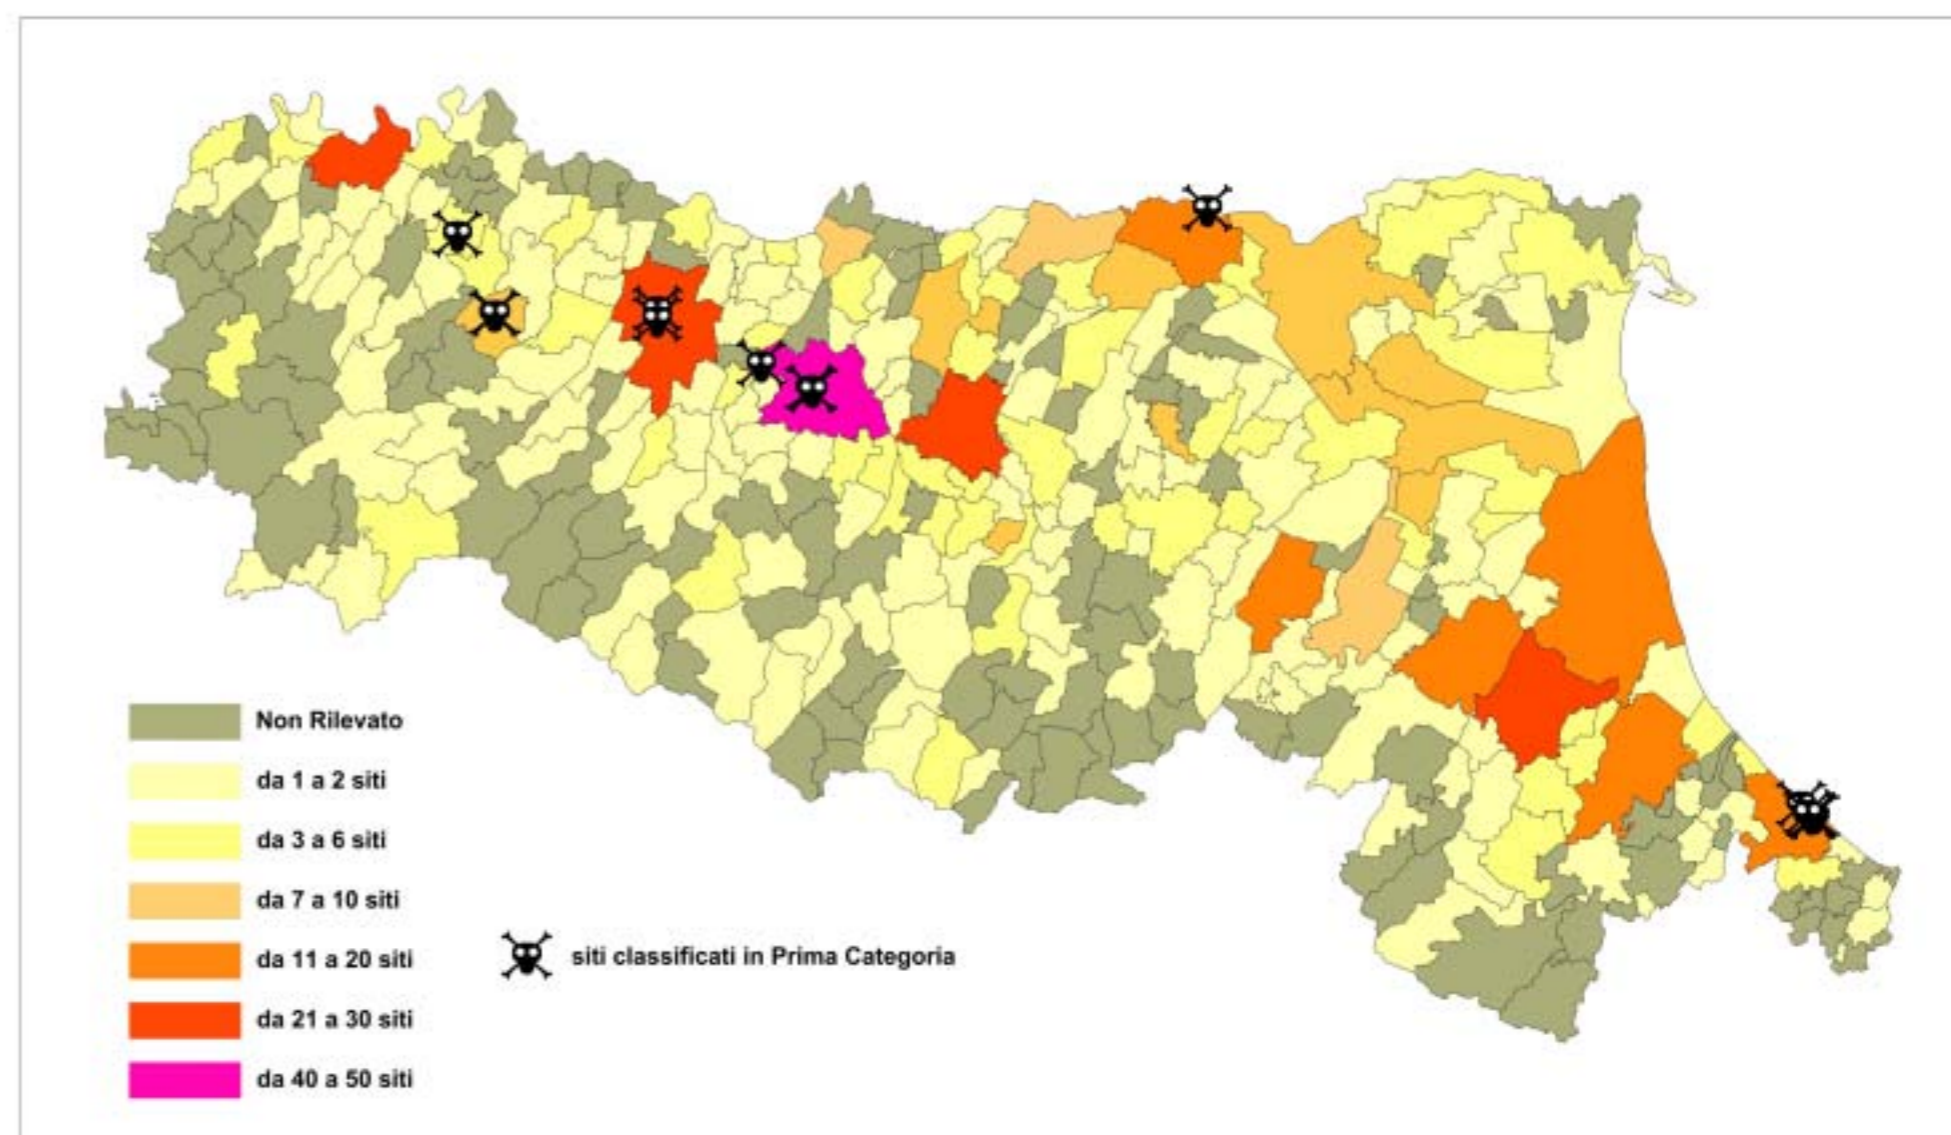 Non Rilevato
da 1 a 2 siti
da 3 a 6 siti
da 7 a 10 siti
da 11 a 20 siti
da 21 a 30 siti
da 40 a 50 siti
siti classificati in Prima Categoria